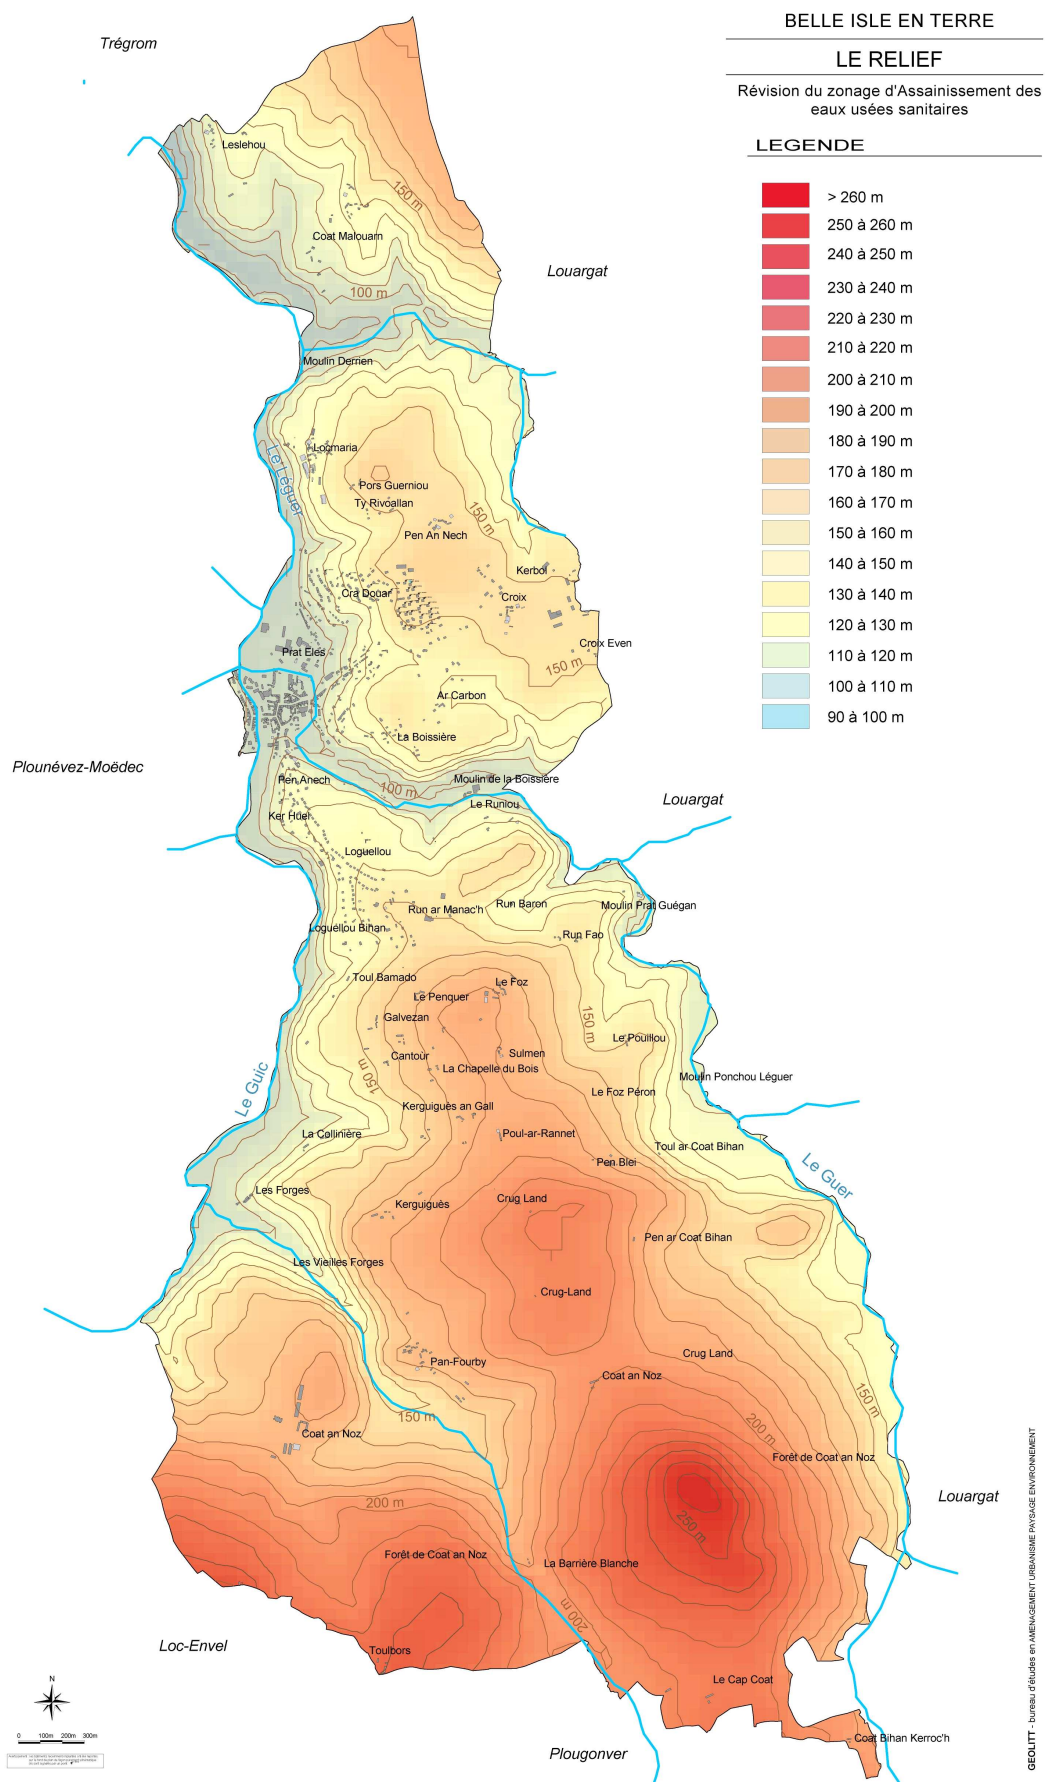 BELLE ISLE EN TERRE
LE RELIEF
Révision du zonage d'Assainissement des
eaux usées sanitaires
LEGENDE
> 260 m
250 à 260 m
240 à 250 m
230 à 240 m
220 à 230 m
210 à 220 m
200 à 210 m
190 à 200 m
180 à 190 m
170 à 180 m
160 à 170 m
150 à 160 m
140 à 150 m
130 à 140 m
120 à 130 m
110 à 120 m
100 à 110 m
90 à 100 m
Trégrom
Leslehou
150 m
Coat Malouarn
Louargat
100 m
Moulin Derrien
Locmaria
Le Léguer
Pors Guerniou
Ty Rivoallan
150 m
Pen An Nech
Kerbol
Cra Douar
Croix
Croix Even
Prat Eles
150 m
Ar Carbon
La Boissière
Plounévez-Moëdec
Pen Anech
Moulin de la Boissière
100 m
Louargat
Le Runiou
Ker Huel
Loguellou
Run Baron
Moulin Prat Guégan
Run ar Manac'h
Loguellou Bihan
Run Fao
Toul Bamado
Le Foz
Le Penquer
Galvezan
150 m
Le Pouillou
Cantour
Sulmen
La Chapelle du Bois
150 m
Moulin Ponchou Léguer
Le Foz Péron
Le Guic
Kerguiguès an Gall
La Collinière
Poul-ar-Rannet
Toul ar Coat Bihan
Pen Blei
Le Guer
Les Forges
Crug Land
Kerguiguès
Pen ar Coat Bihan
Les Vieilles Forges
Crug-Land
Crug Land
Pan-Fourby
Coat an Noz
150 m
150 m
200 m
Coat an Noz
Forêt de Coat an Noz
Louargat
200 m
250 m
Forêt de Coat an Noz
La Barrière Blanche
200 m
Loc-Envel
Toulbors
Le Cap Coat
Coat Bihan Kerroc'h
Plougonver
N
0 100m 200m 300m
GEOLITT - bureau d'études en AMENAGEMENT URBANISME PAYSAGE ENVIRONNEMENT